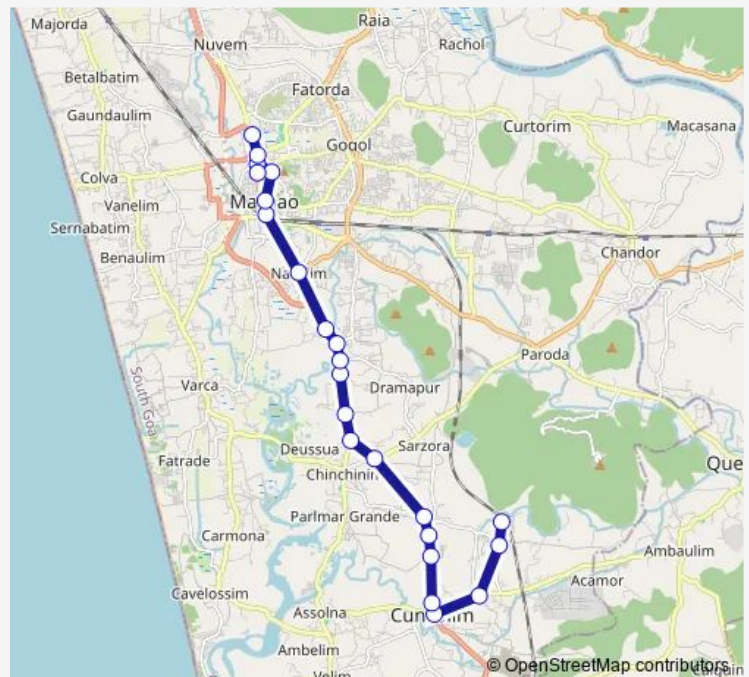 Majorda
Raia
Nuvem
Rachol
Betalbatim
Fatorda
Gaundaulim
Curtorim
Macasana
Gogol
Colva
Vanelim
Sernabatim
Benaulim
Chandor
Paroda
South Goa
Varca
Dramapur
Deussua
Sarzora
Fatrade
Chinchinim
Que
Parlmar Grande
Carmona
Ambaulim
Acamor
Cavelossim
Assolna
Ambelim
Velim
© OpenStreetMap contributors